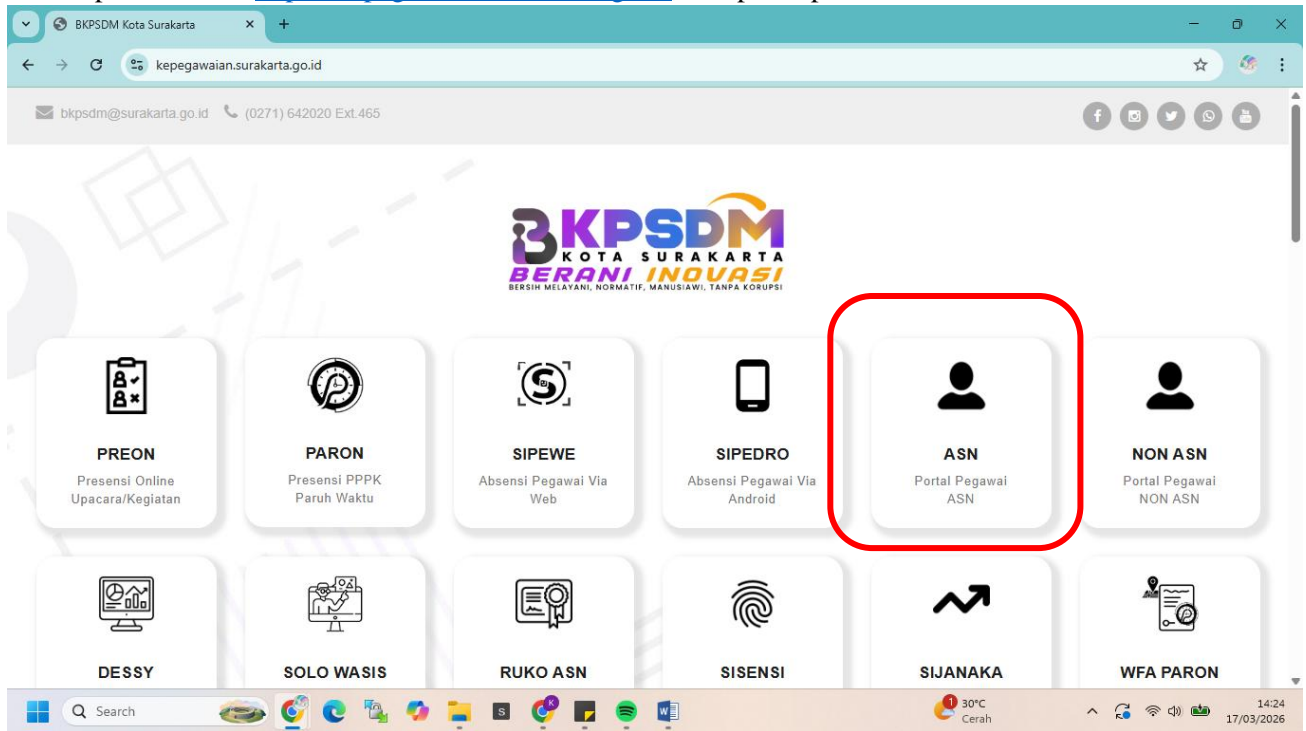 BKPSDM Kota Surakarta
kepegawaian.surakarta.go.id
bkpsdm@surakarta.go.id (0271) 642020 Ext.465
BKPSDM
KOTA SURAKARTA
BERANI INOVASI
BERSIH MELAYANI, NORMATIF, MANUSIAWI, TANPA KORUPSI
PREON
Presensi Online
Upacara/Kegiatan
PARON
Presensi PPPK
Paruh Waktu
SIPEWE
Absensi Pegawai Via
Web
SIPEDRO
Absensi Pegawai Via
Android
ASN
Portal Pegawai
ASN
NON ASN
Portal Pegawai
NON ASN
DESSY
SOLO WASIS
RUKO ASN
SISENSI
SIJANAKA
WFA PARON
Search
1
30°C
Cerah
14:24
17/03/2026